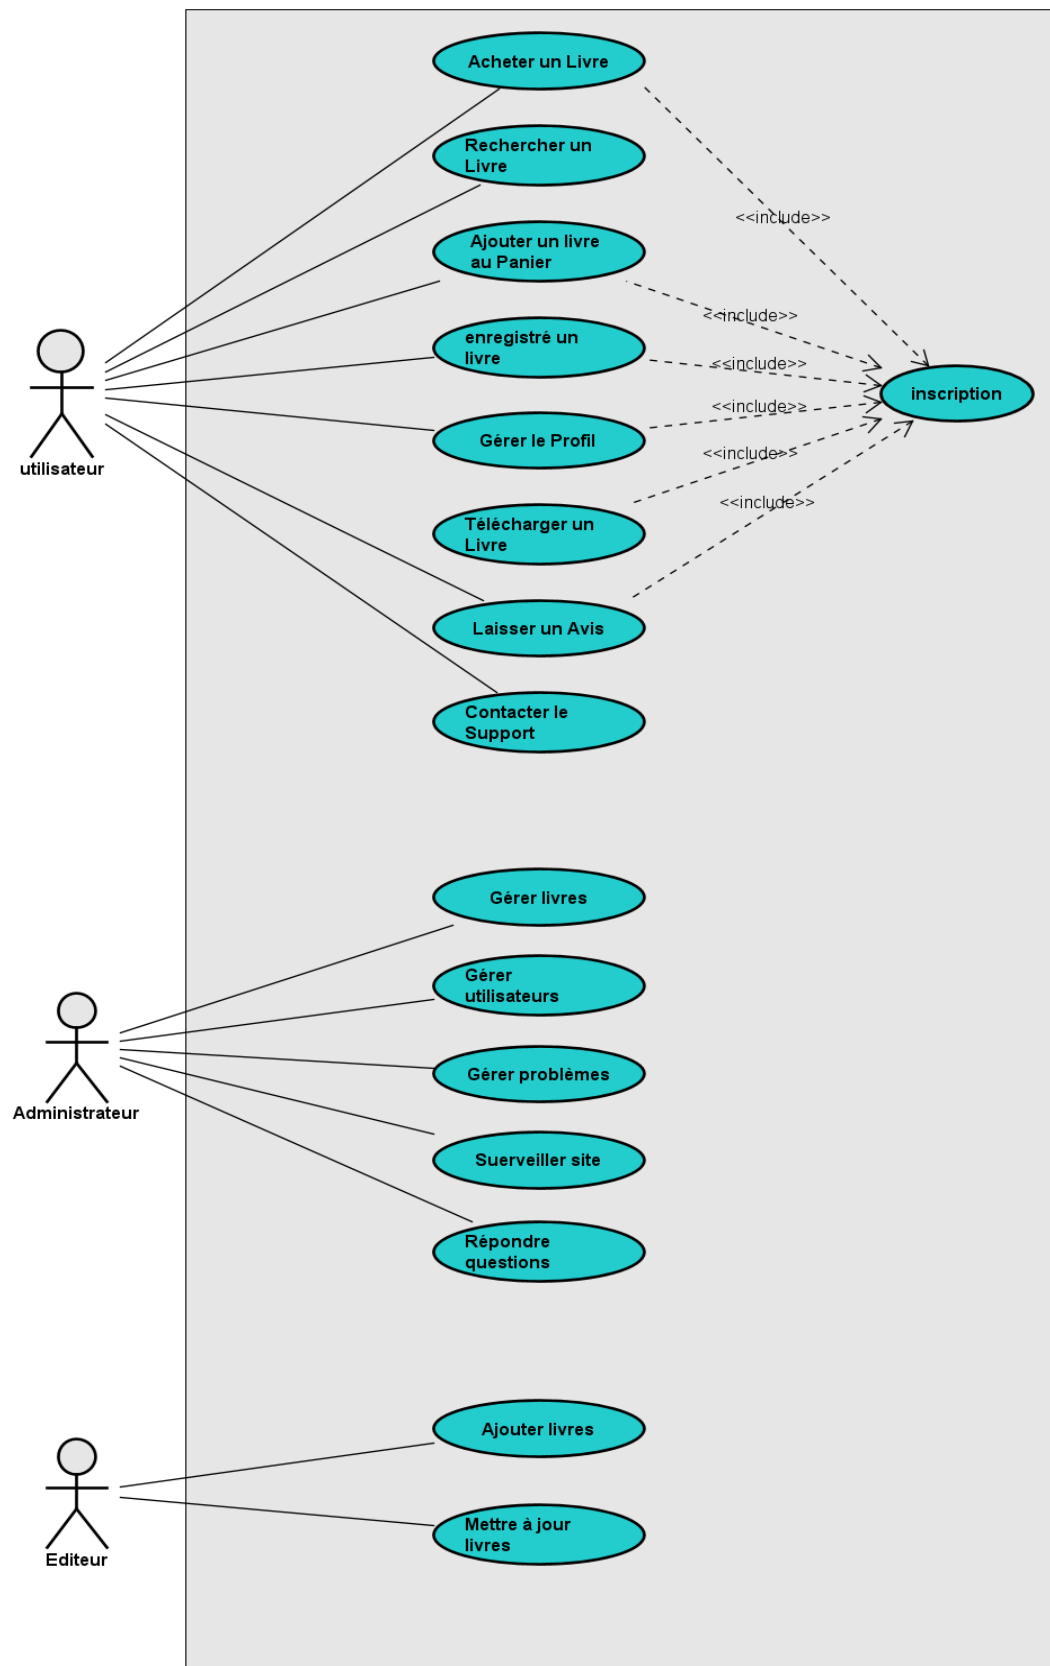 Acheter un Livre
Rechercher un
Livre
<<include>>
Ajouter un livre
au Panier
<<include>>
enregistré un
livre
<<include>>
inscription
<<include>>
Gérer le Profil
utilisateur
<<include>>
<<include>>
Télécharger un
Livre
Laisser un Avis
Contacter le
Support
Gérer livres
Gérer
utilisateurs
Gérer problèmes
Administrateur
Suerveiller site
Répondre
questions
Ajouter livres
Mettre à jour
livres
Editeur